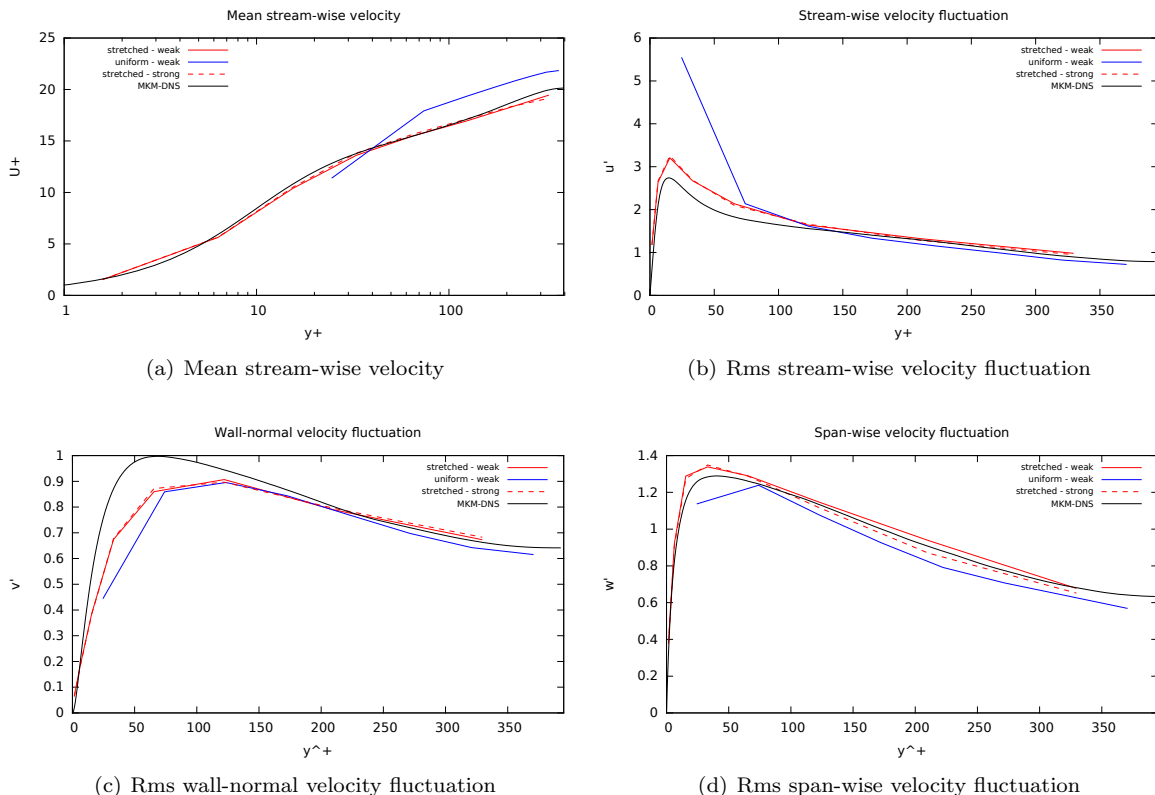 Mean stream-wise velocity
25
20
15
10
5
0
1
10
100
U+
y+
stretched - weak
uniform - weak
stretched - strong
MKM-DNS
(a) Mean stream-wise velocity
Stream-wise velocity fluctuation
6
5
4
3
2
1
0
0
50
100
150
200
250
300
350
u'
y+
stretched - weak
uniform - weak
stretched - strong
MKM-DNS
(b) Rms stream-wise velocity fluctuation
Wall-normal velocity fluctuation
1
0.9
0.8
0.7
0.6
0.5
0.4
0.3
0.2
0.1
0
0
50
100
150
200
250
300
350
v'
y^+
stretched - weak
uniform - weak
stretched - strong
MKM-DNS
(c) Rms wall-normal velocity fluctuation
Span-wise velocity fluctuation
1.4
1.2
1
0.8
0.6
0.4
0.2
0
0
50
100
150
200
250
300
350
w'
y^+
stretched - weak
uniform - weak
stretched - strong
MKM-DNS
(d) Rms span-wise velocity fluctuation